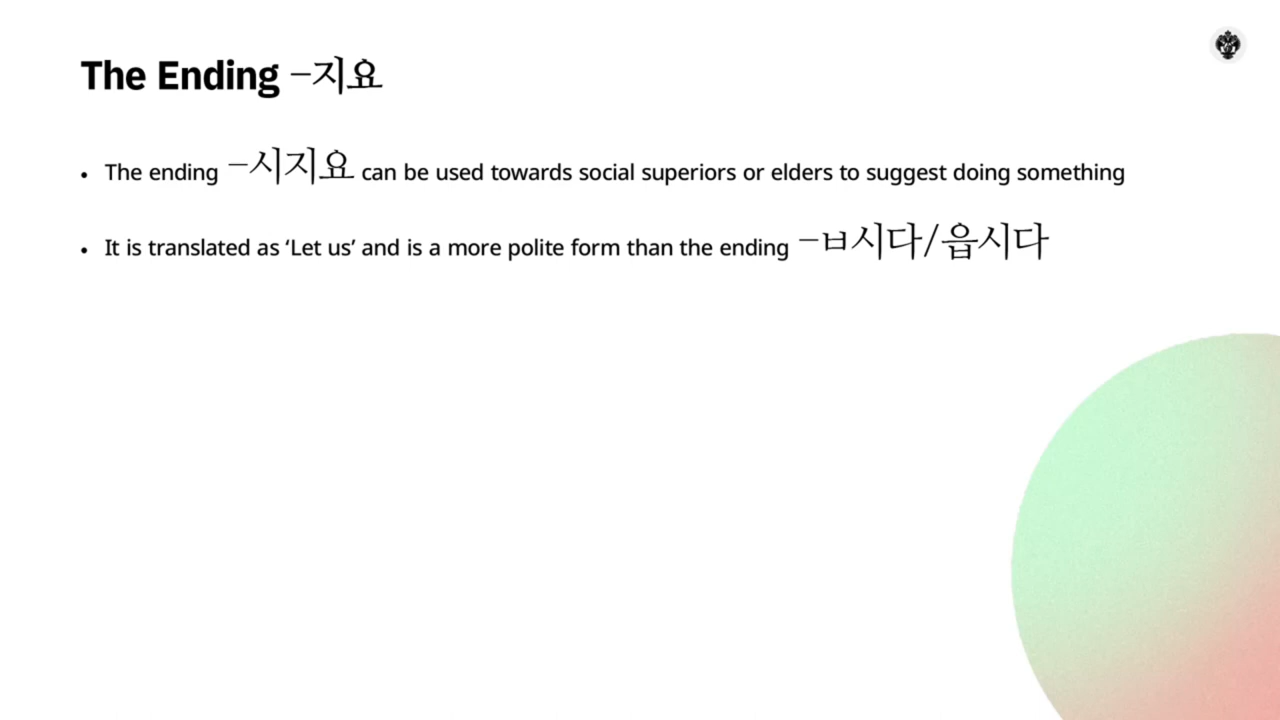 The Ending –지요
• The ending –시지요 can be used towards social superiors or elders to suggest doing something
• It is translated as ‘Let us’ and is a more polite form than the ending –ㅂ시다/읍시다